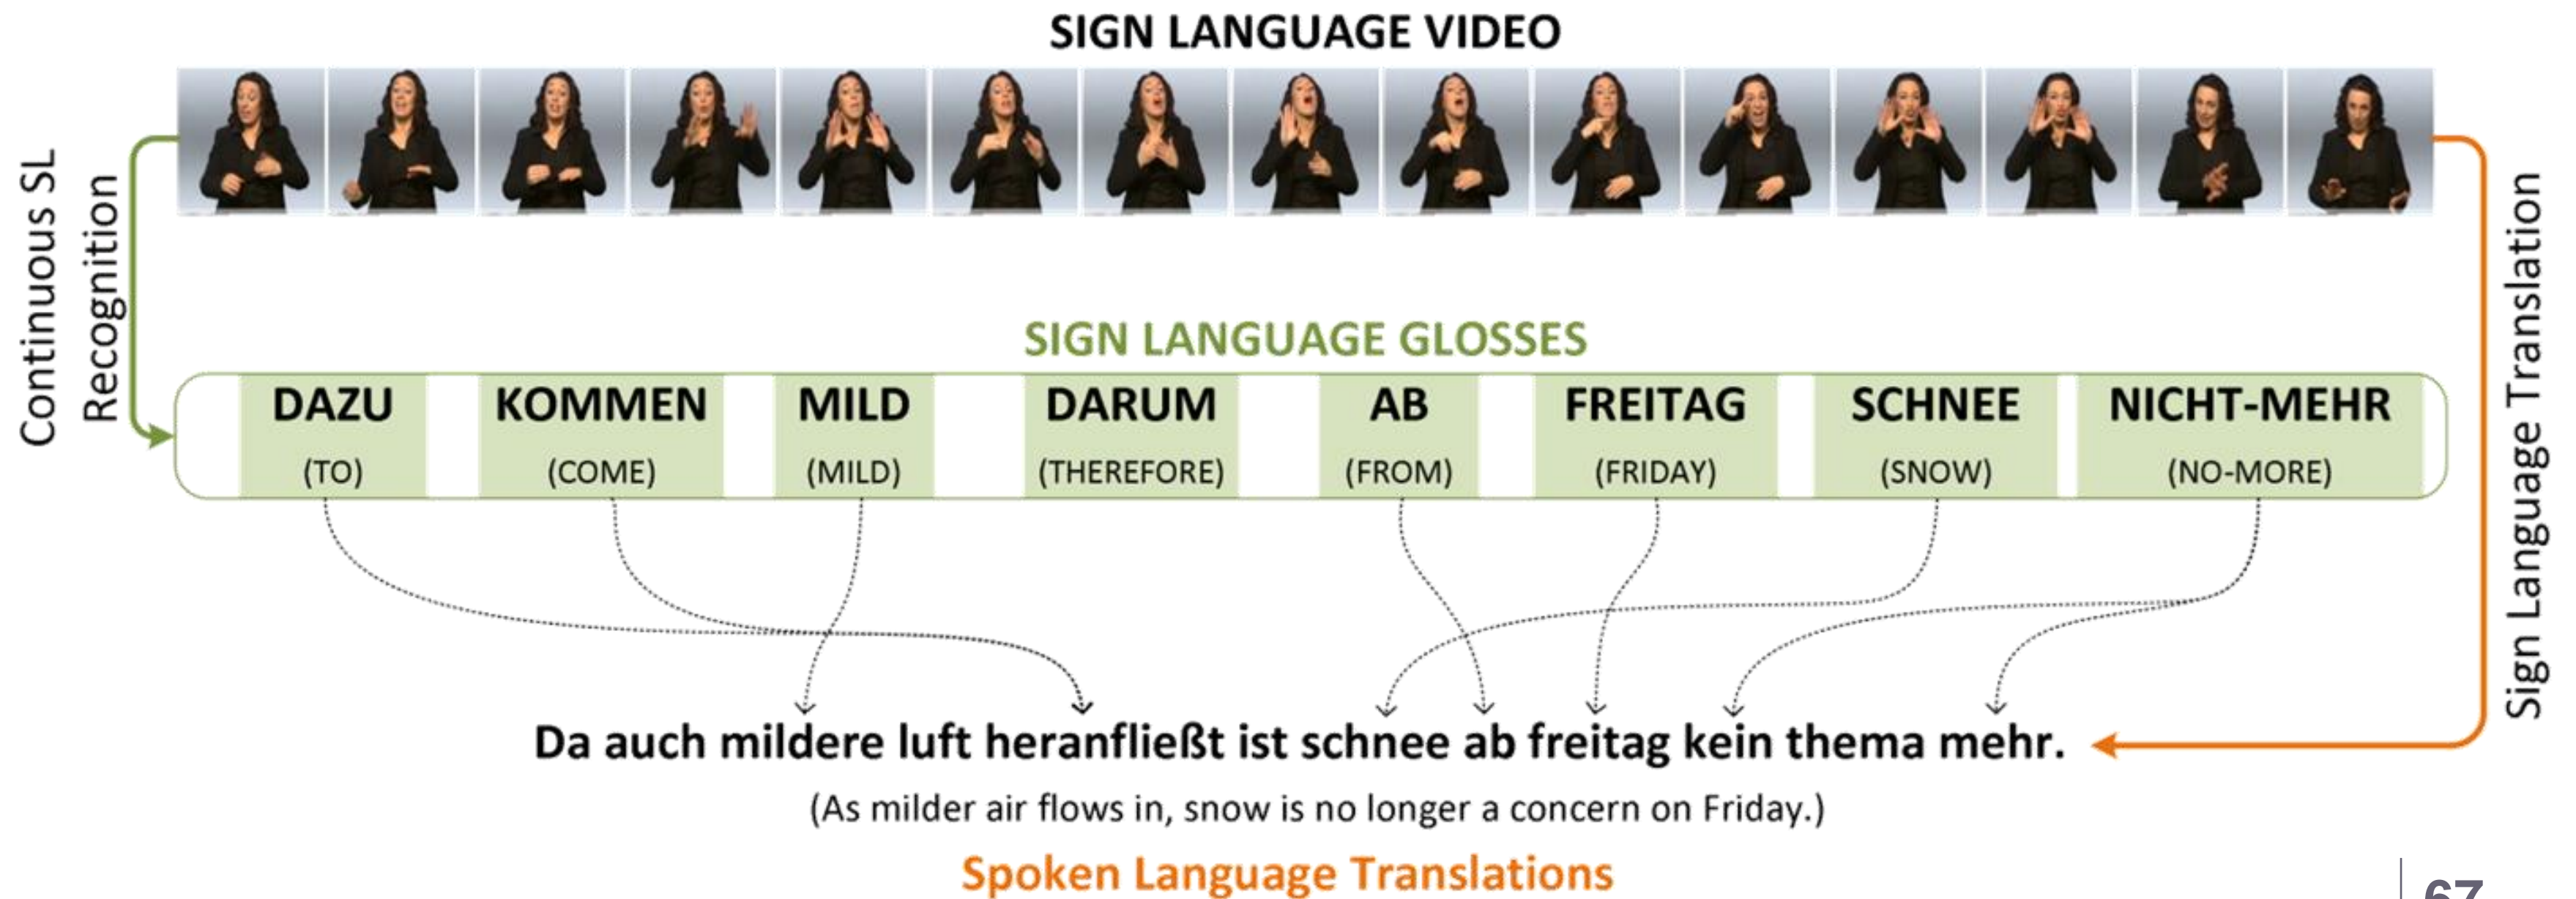 SIGN LANGUAGE VIDEO
Continuous SL
Recognition
Sign Language Translation
SIGN LANGUAGE GLOSSES
DAZU KOMMEN MILD DARUM AB FREITAG SCHNEE NICHT-MEHR
(TO) (COME) (MILD) (THEREFORE) (FROM) (FRIDAY) (SNOW) (NO-MORE)
Da auch mildere luft heranfließt ist schnee ab freitag kein thema mehr.
(As milder air flows in, snow is no longer a concern on Friday.)
Spoken Language Translations
67